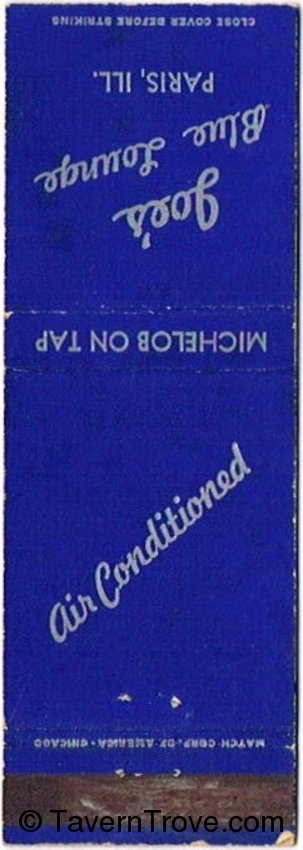 CLOSE COVER BEFORE STRIKING
Joe's
Blue Lounge
PARIS, ILL.
MICHELOB ON TAP
Air Conditioned
MATCH CORP. OF AMERICA - CHICAGO
© TavernTrove.com